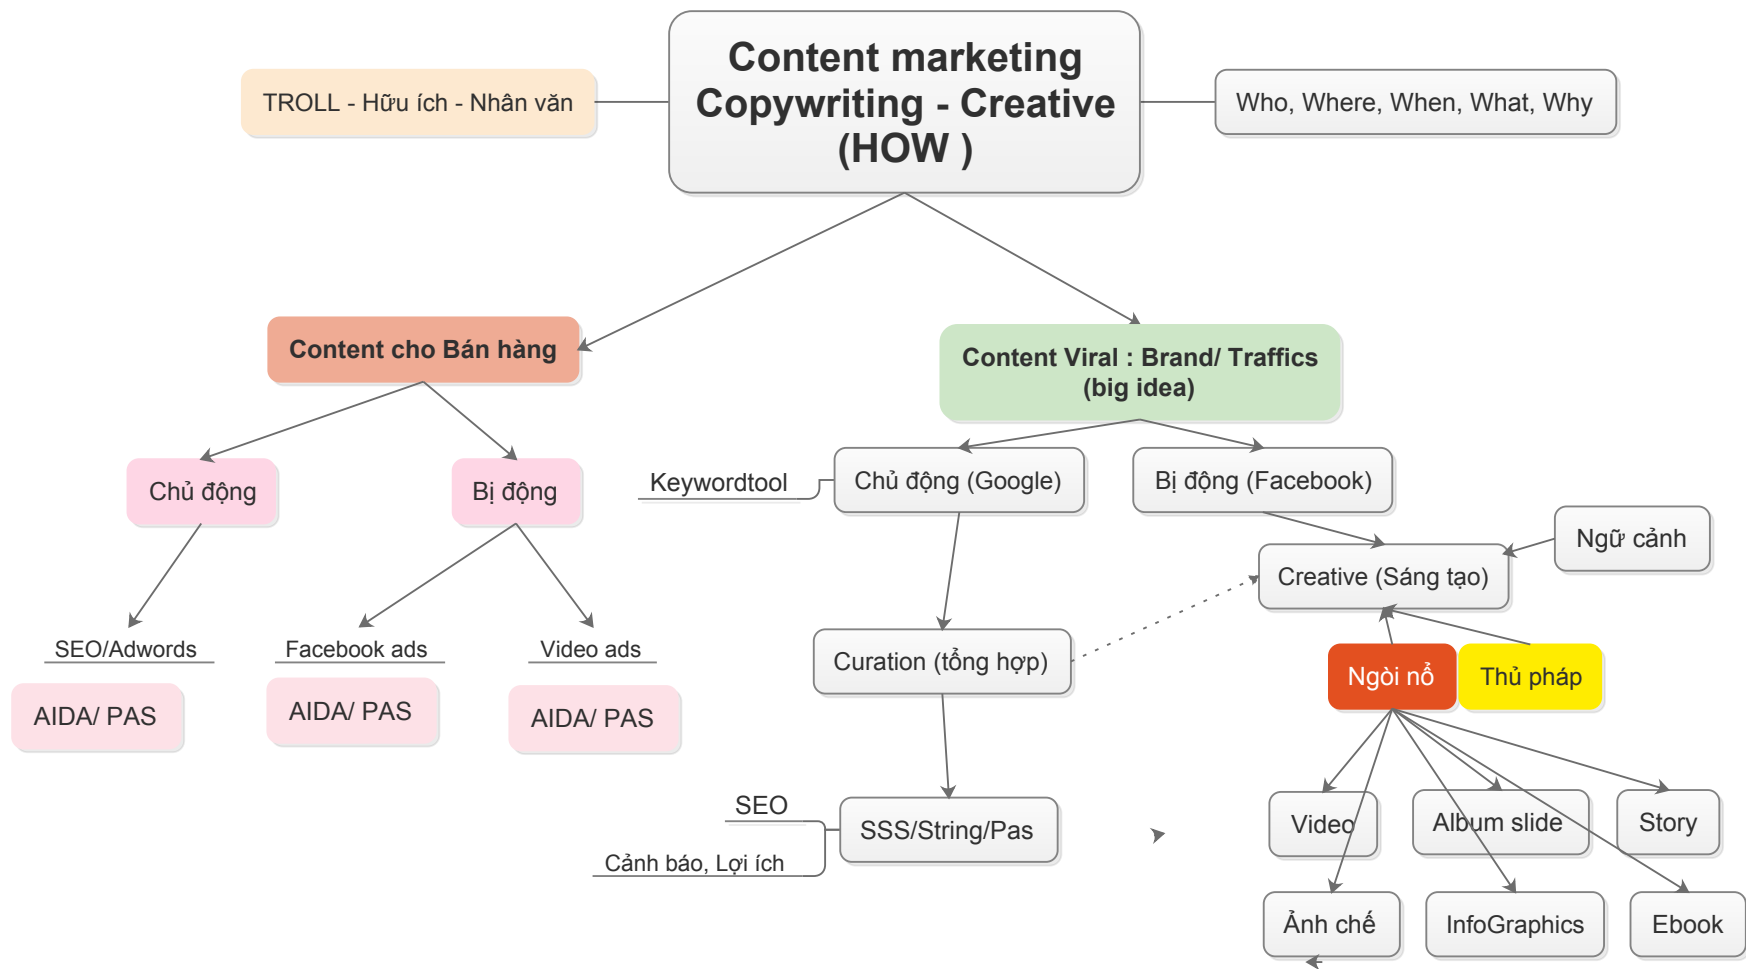 Content marketing
Copywriting - Creative
(HOW )
TROLL - Hữu ích - Nhân văn
Who, Where, When, What, Why
Content cho Bán hàng
Content Viral : Brand/ Traffics
(big idea)
Chủ động
Bị động
Keywordtool
Chủ động (Google)
Bị động (Facebook)
Ngữ cảnh
Creative (Sáng tạo)
SEO/Adwords
Facebook ads
Video ads
Curation (tổng hợp)
Ngòi nổ
Thủ pháp
AIDA/ PAS
AIDA/ PAS
AIDA/ PAS
SEO
SSS/String/Pas
Cảnh báo, Lợi ích
Video
Album slide
Story
Ảnh chế
InfoGraphics
Ebook